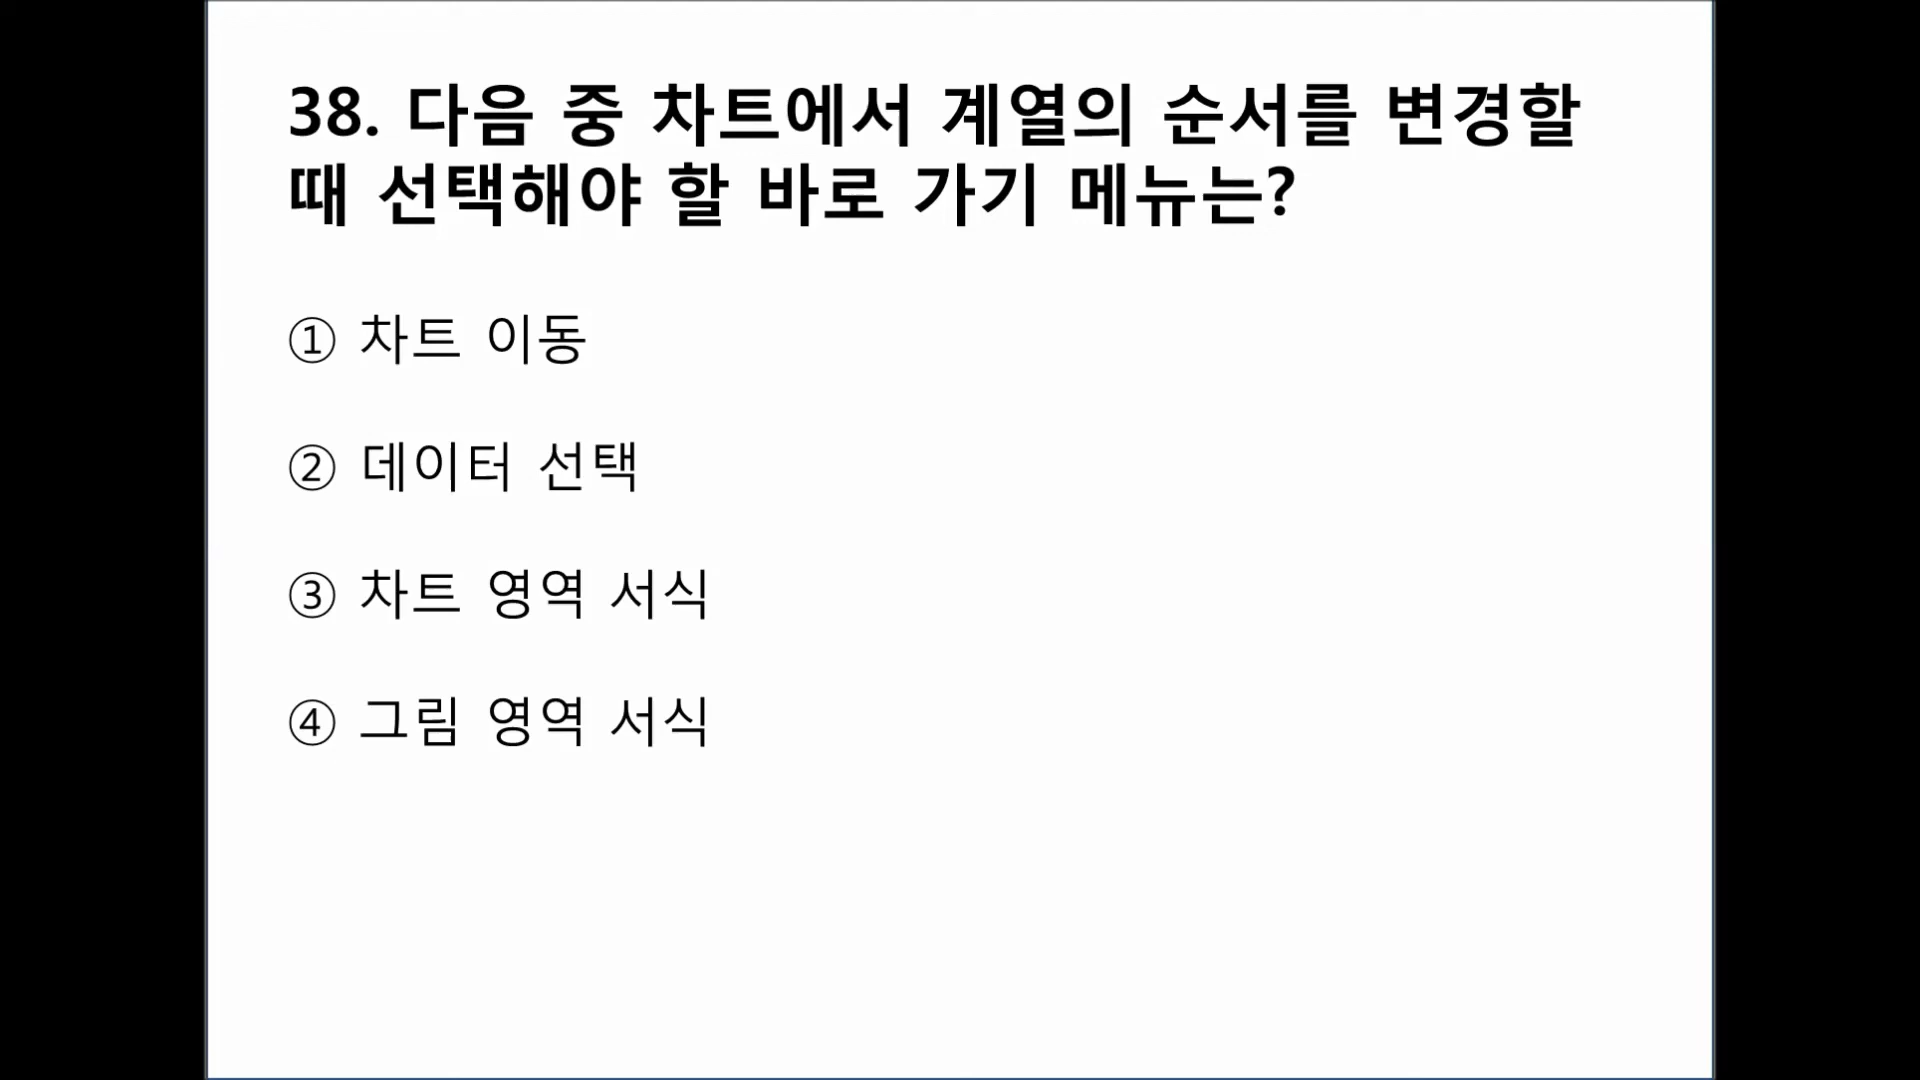 38. 다음 중 차트에서 계열의 순서를 변경할
때 선택해야 할 바로 가기 메뉴는?
① 차트 이동
② 데이터 선택
③ 차트 영역 서식
④ 그림 영역 서식